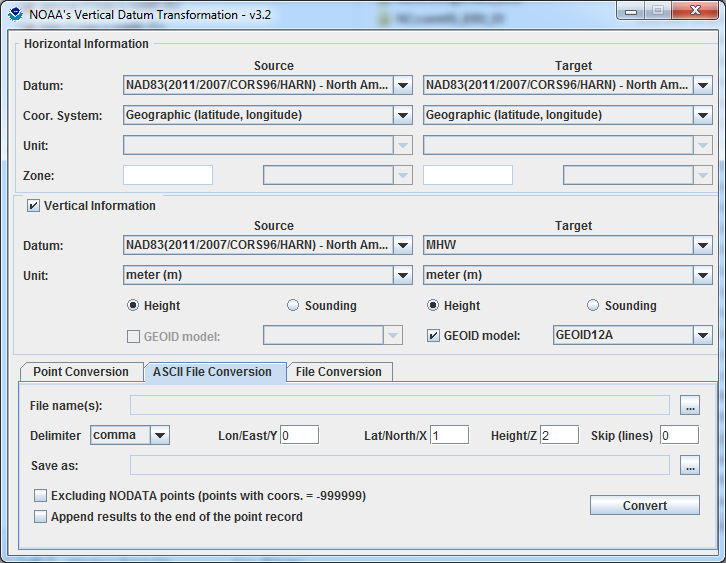 NOAA's Vertical Datum Transformation - v3.2
Horizontal Information
Source Target
Datum: NAD83(2011/2007/CORS96/HARN) - North Am... NAD83(2011/2007/CORS96/HARN) - North Am...
Coor. System: Geographic (latitude, longitude) Geographic (latitude, longitude)
Unit:
Zone:
Vertical Information
Source Target
Datum: NAD83(2011/2007/CORS96/HARN) - North Am... MHW
Unit: meter (m) meter (m)
Height Sounding Height Sounding
GEOID model: GEOID model: GEOID12A
Point Conversion ASCII File Conversion File Conversion
File name(s): ...
Delimiter comma Lon/East/Y 0 Lat/North/X 1 Height/Z 2 Skip (lines) 0
Save as: ...
Excluding NODATA points (points with coors. = -999999)
Convert
Append results to the end of the point record